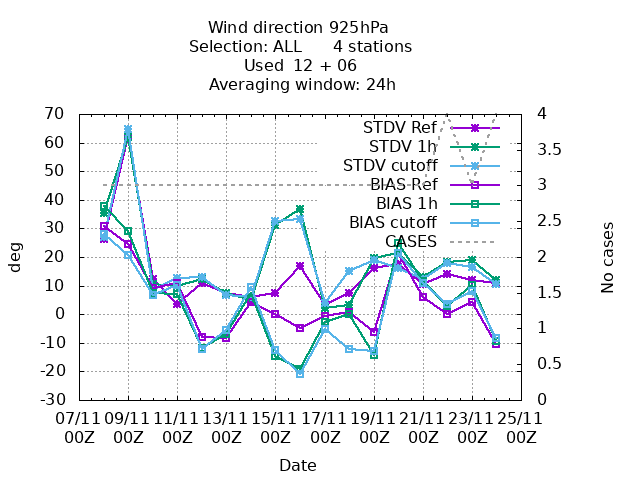 Wind direction 925hPa
Selection: ALL 4 stations
Used 12 + 06
Averaging window: 24h
70
60
50
40
30
20
10
0
-10
-20
-30
deg
4
3.5
3
2.5
2
1.5
1
0.5
0
No cases
STDV Ref
STDV 1h
STDV cutoff
BIAS Ref
BIAS 1h
BIAS cutoff
CASES
07/11 09/11 11/11 13/11 15/11 17/11 19/11 21/11 23/11 25/11
00Z 00Z 00Z 00Z 00Z 00Z 00Z 00Z 00Z 00Z
Date